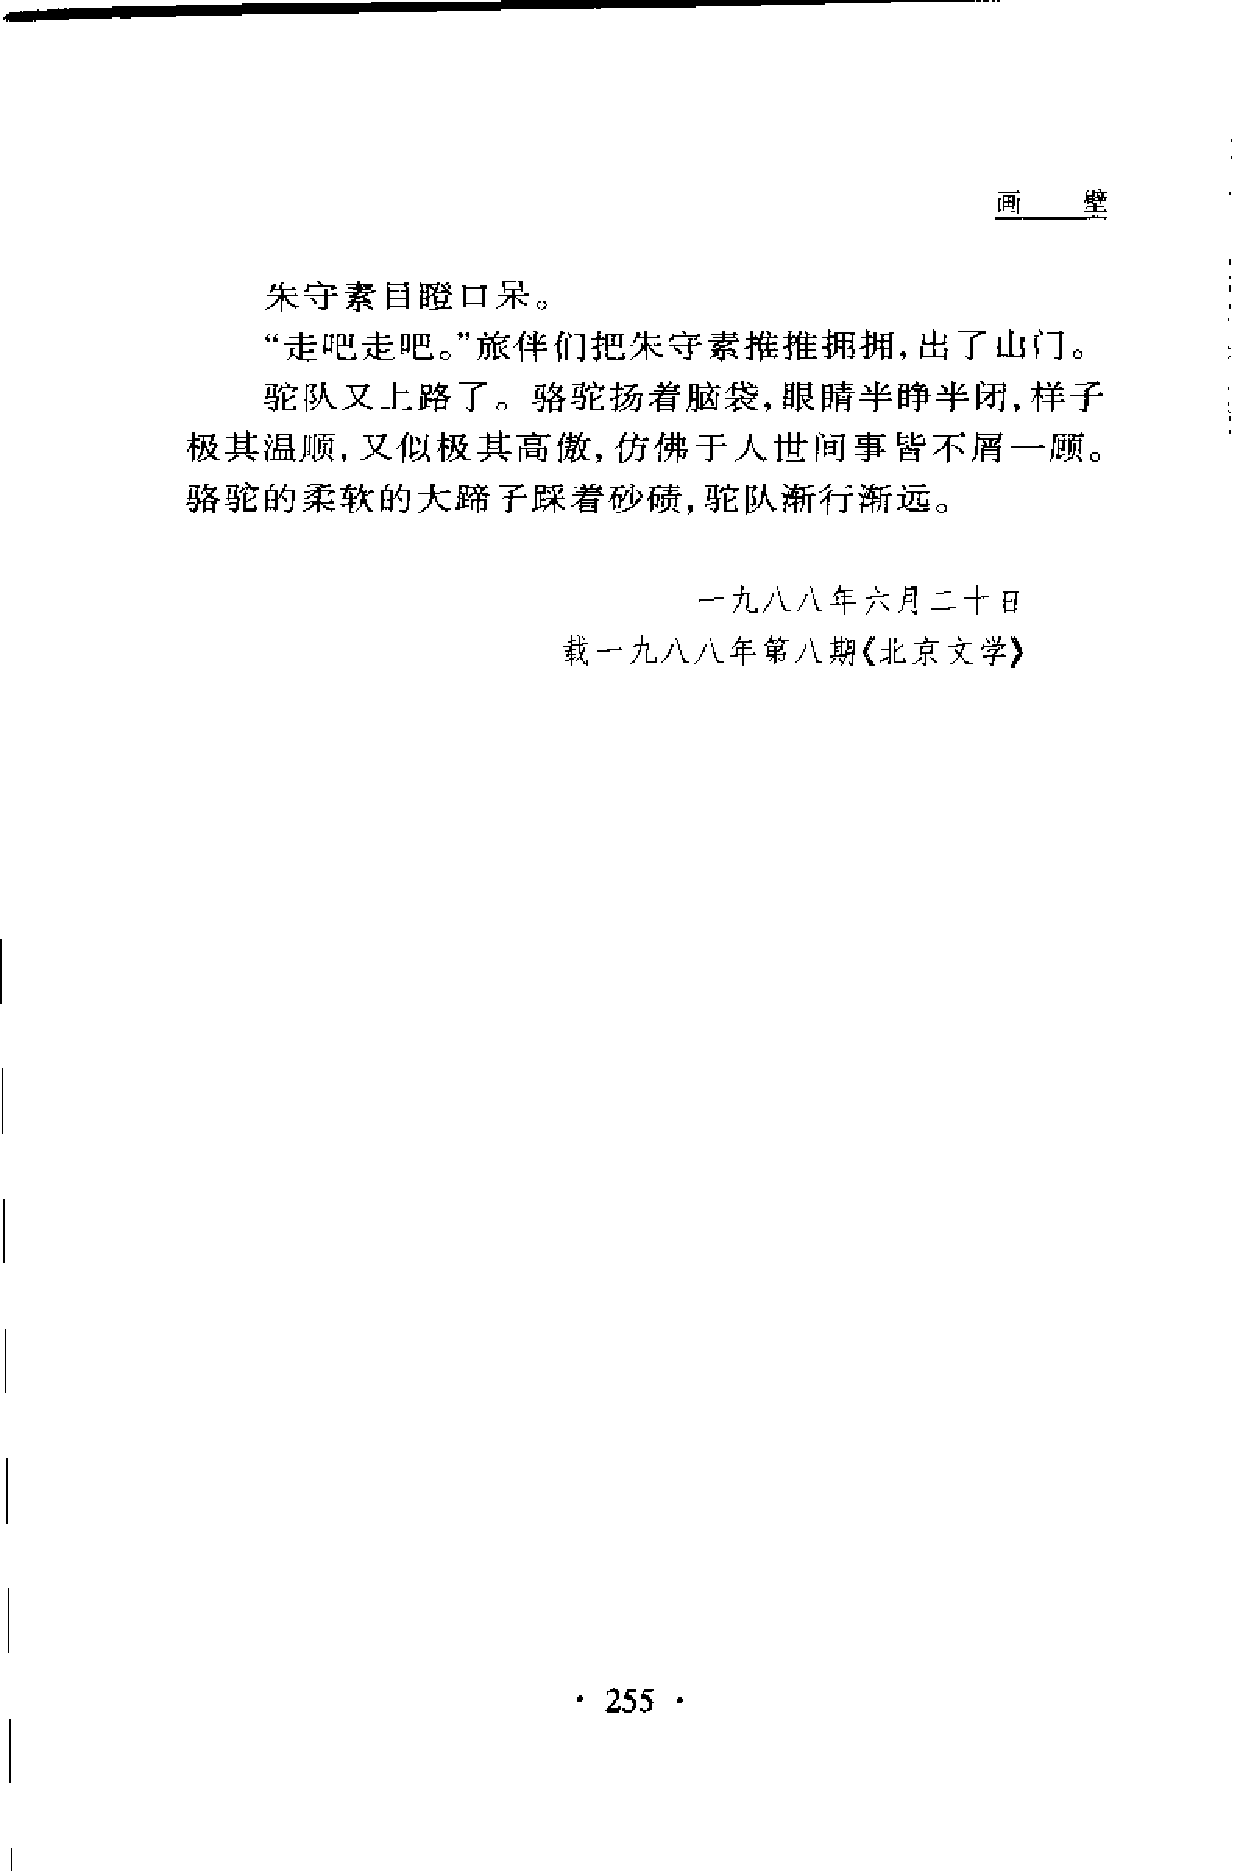 画 壁
朱守素目瞪口呆。
“走吧走吧。”旅伴们把朱守素推推拥拥,出了山门。
驼队又上路了。骆驼扬着脑袋,眼睛半睁半闭,样子
极其温顺,又似极其高傲,仿佛于人世间事皆不屑一顾。
骆驼的柔软的大蹄子踩着砂碛,驼队渐行渐远。
一九八八年六月二十日
载一九八八年第八期《北京文学》
· 255 ·